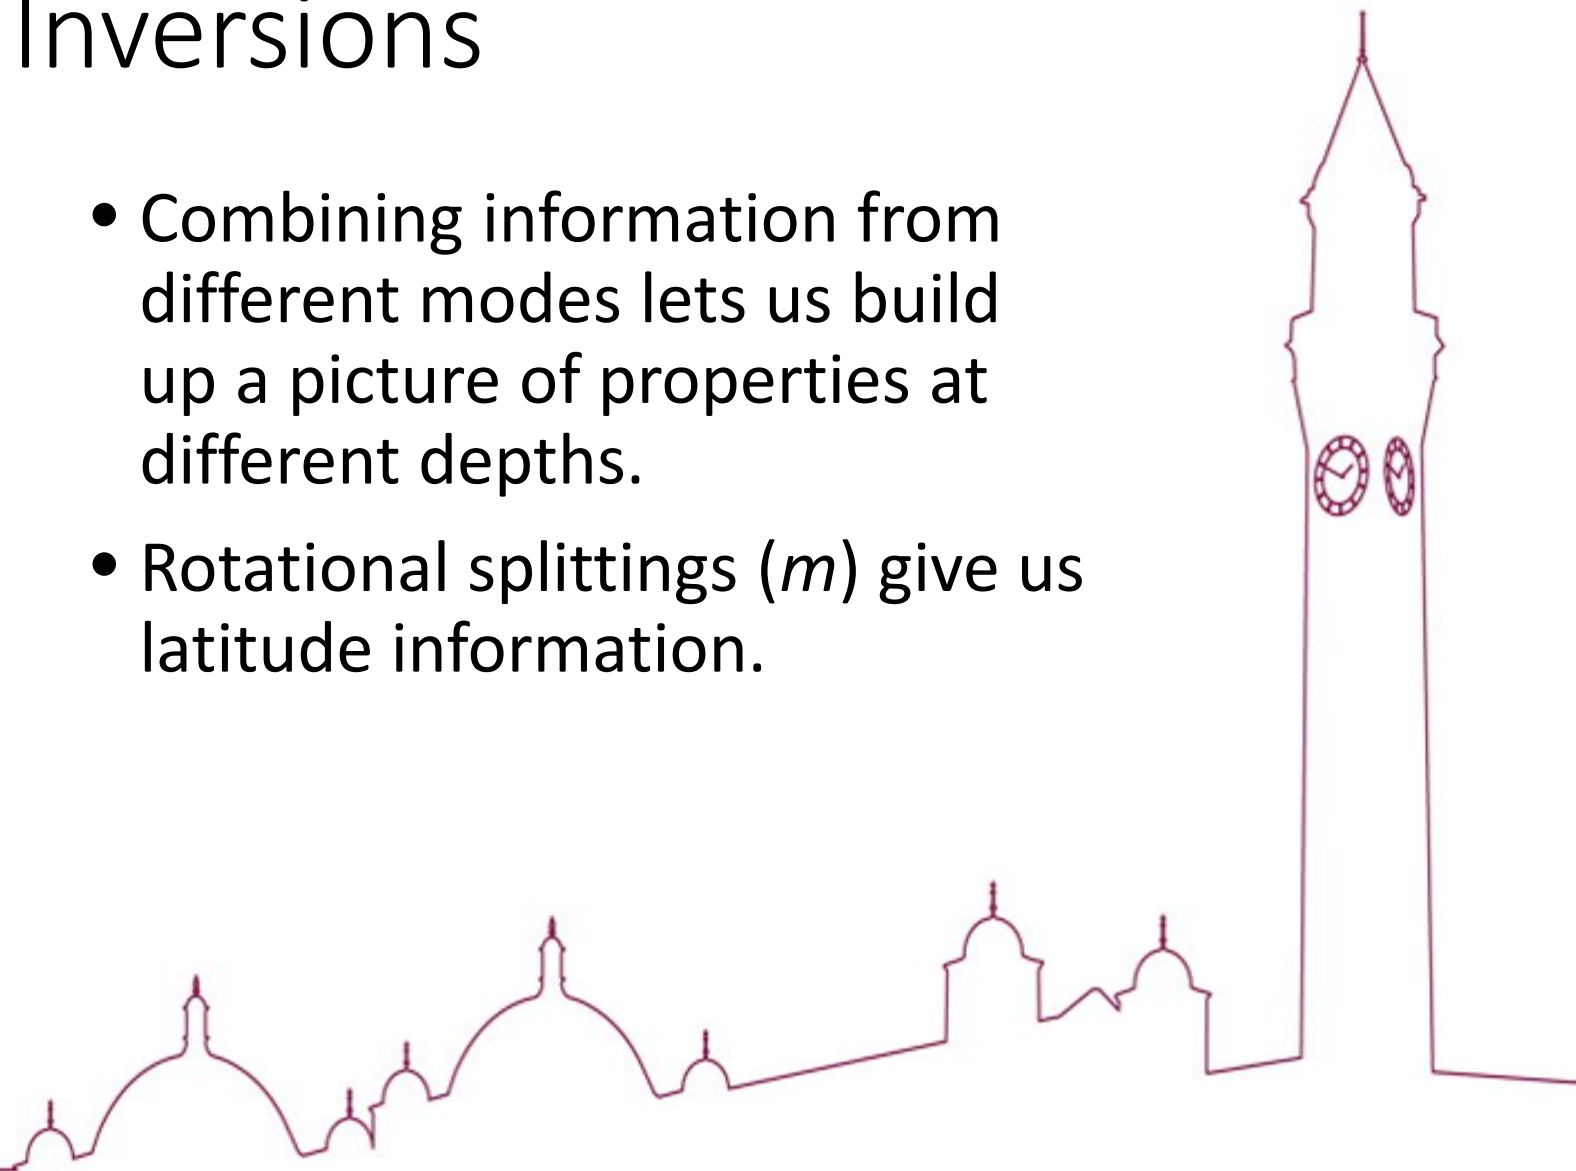 Inversions
• Combining information from
different modes lets us build
up a picture of properties at
different depths.
• Rotational splittings (m) give us
latitude information.